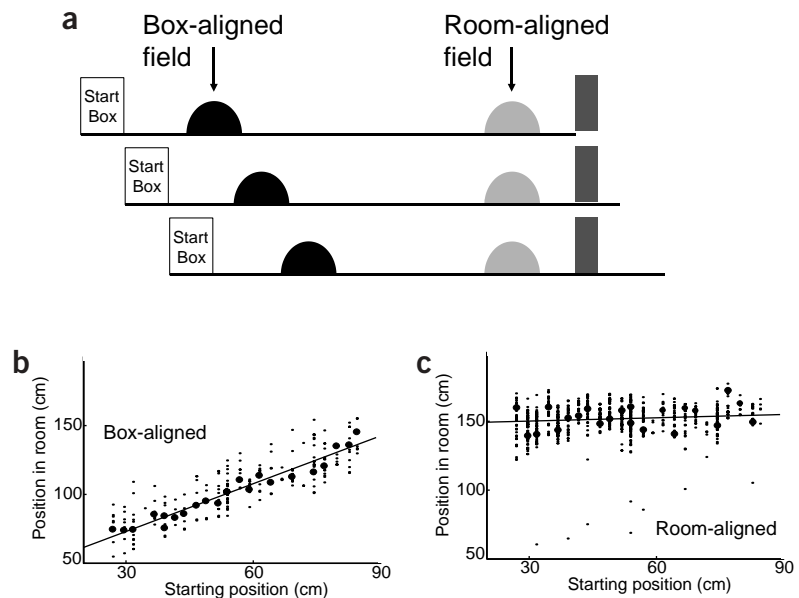 a
Box-aligned
field
Room-aligned
field
Start
Box
Start
Box
Start
Box
b
Position in room (cm)
150
100
50
Box-aligned
30
60
90
Starting position (cm)
c
Position in room (cm)
150
100
50
Room-aligned
30
60
90
Starting position (cm)